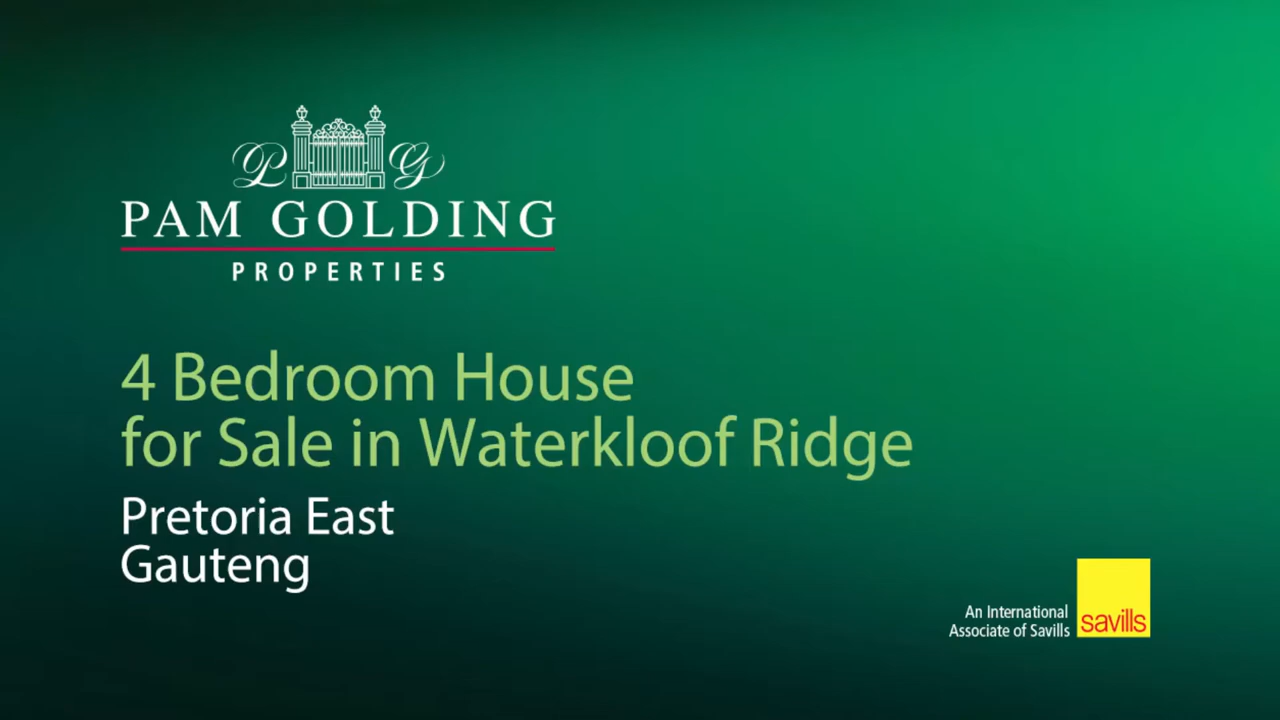 P G
PAM GOLDING
PROPERTIES
4 Bedroom House
for Sale in Waterkloof Ridge
Pretoria East
Gauteng
An International
Associate of Savills
savills